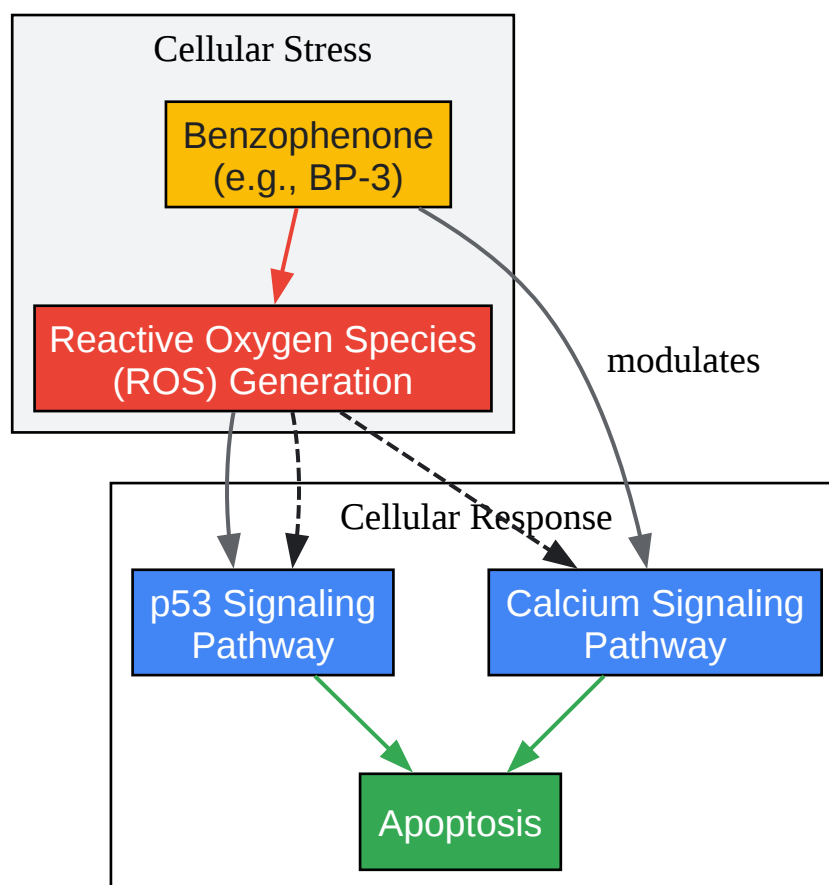 Cellular Stress
Benzophenone
(e.g., BP-3)
Reactive Oxygen Species
(ROS) Generation
modulates
Cellular Response
p53 Signaling
Pathway
Calcium Signaling
Pathway
Apoptosis